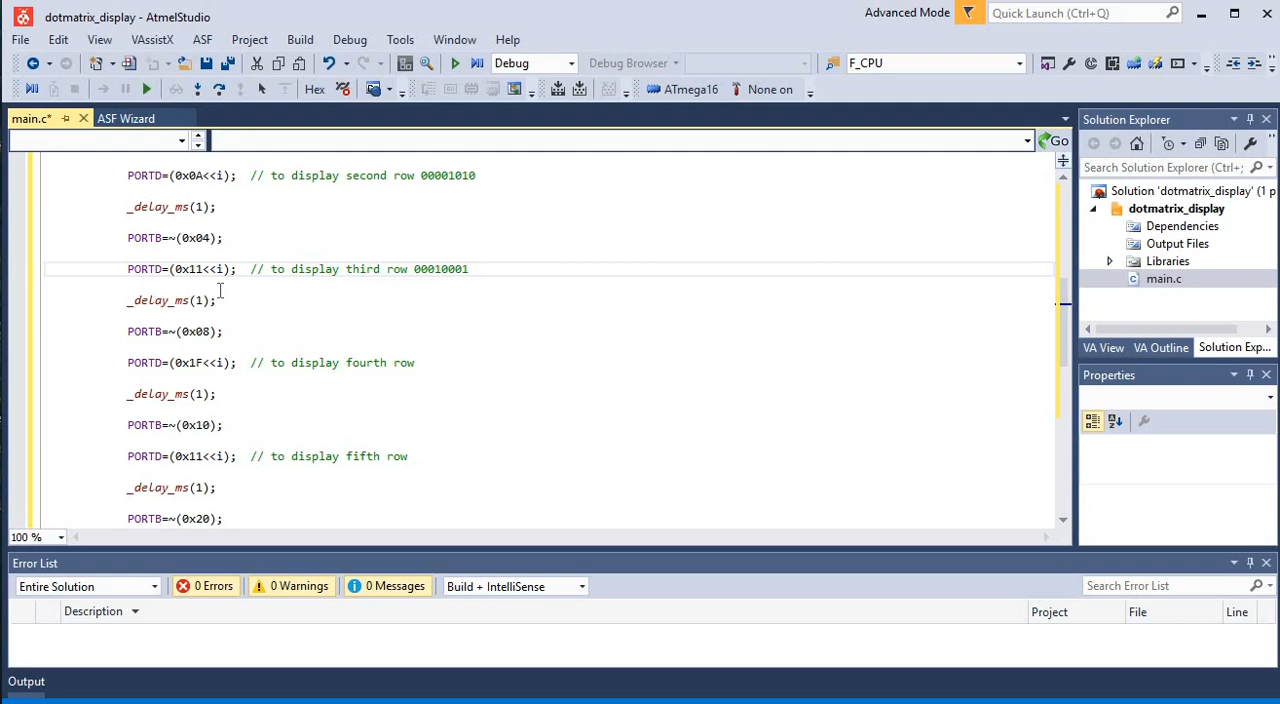 dotmatrix_display - AtmelStudio
Advanced Mode
Quick Launch (Ctrl+Q)
File Edit View VAssistX ASF Project Build Debug Tools Window Help
Debug
Debug Browser
F_CPU
Hex
ATmega16
None on
main.c*
ASF Wizard
Go
PORTD=(0x0A<<i); // to display second row 00001010
_delay_ms(1);
PORTB=~(0x04);
PORTD=(0x11<<i); // to display third row 00010001
_delay_ms(1);
PORTB=~(0x08);
PORTD=(0x1F<<i); // to display fourth row
_delay_ms(1);
PORTB=~(0x10);
PORTD=(0x11<<i); // to display fifth row
_delay_ms(1);
PORTB=~(0x20);
100 %
Solution Explorer
Search Solution Explorer (Ctrl+;
Solution 'dotmatrix_display' (1 p
dotmatrix_display
Dependencies
Output Files
Libraries
main.c
VA View VA Outline Solution Exp...
Properties
Error List
Entire Solution
0 Errors
0 Warnings
0 Messages
Build + IntelliSense
Search Error List
Description
Project
File
Line
Output